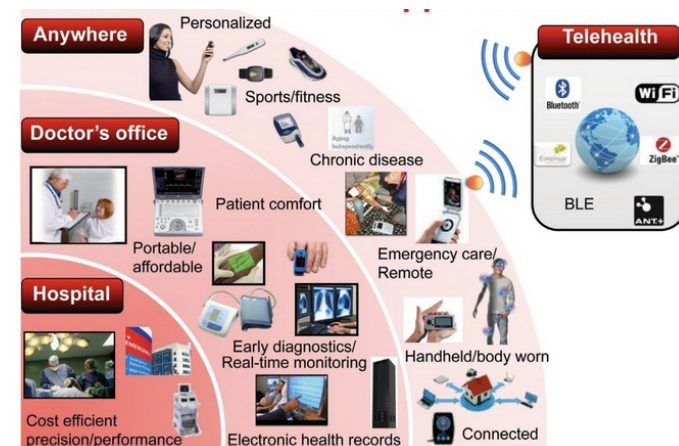 Anywhere
Personalized
Sports/fitness
Aging
Independently
Chronic disease
Telehealth
Bluetooth
WiFi
ZigBee
BLE
ANT+
Doctor's office
Patient comfort
Portable/
affordable
Emergency care/
Remote
Early diagnostics/
Real-time monitoring
Handheld/body worn
Hospital
EMERGENCY
Cost efficient
precision/performance
Electronic health records
Connected